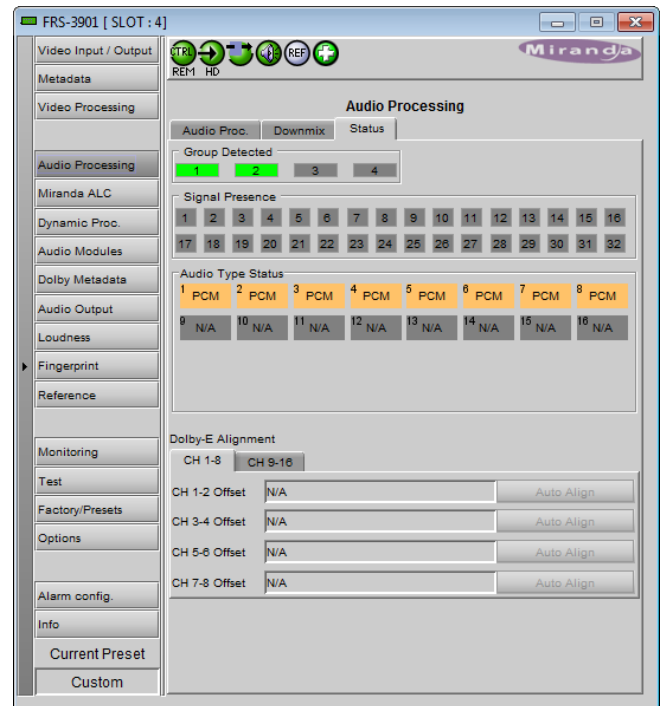 FRS-3901 [ SLOT : 4]
Video Input / Output
Metadata
Video Processing
Audio Processing
Miranda ALC
Dynamic Proc.
Audio Modules
Dolby Metadata
Audio Output
Loudness
Fingerprint
Reference
Monitoring
Test
Factory/Presets
Options
Alarm config.
Info
Current Preset
Custom
CTRL REF
REM HD
Miranda
Audio Processing
Audio Proc. Downmix Status
Group Detected
1 2 3 4
Signal Presence
1 2 3 4 5 6 7 8 9 10 11 12 13 14 15 16
17 18 19 20 21 22 23 24 25 26 27 28 29 30 31 32
Audio Type Status
1 PCM 2 PCM 3 PCM 4 PCM 5 PCM 6 PCM 7 PCM 8 PCM
9 N/A 10 N/A 11 N/A 12 N/A 13 N/A 14 N/A 15 N/A 16 N/A
Dolby-E Alignment
CH 1-8 CH 9-16
CH 1-2 Offset N/A Auto Align
CH 3-4 Offset N/A Auto Align
CH 5-6 Offset N/A Auto Align
CH 7-8 Offset N/A Auto Align